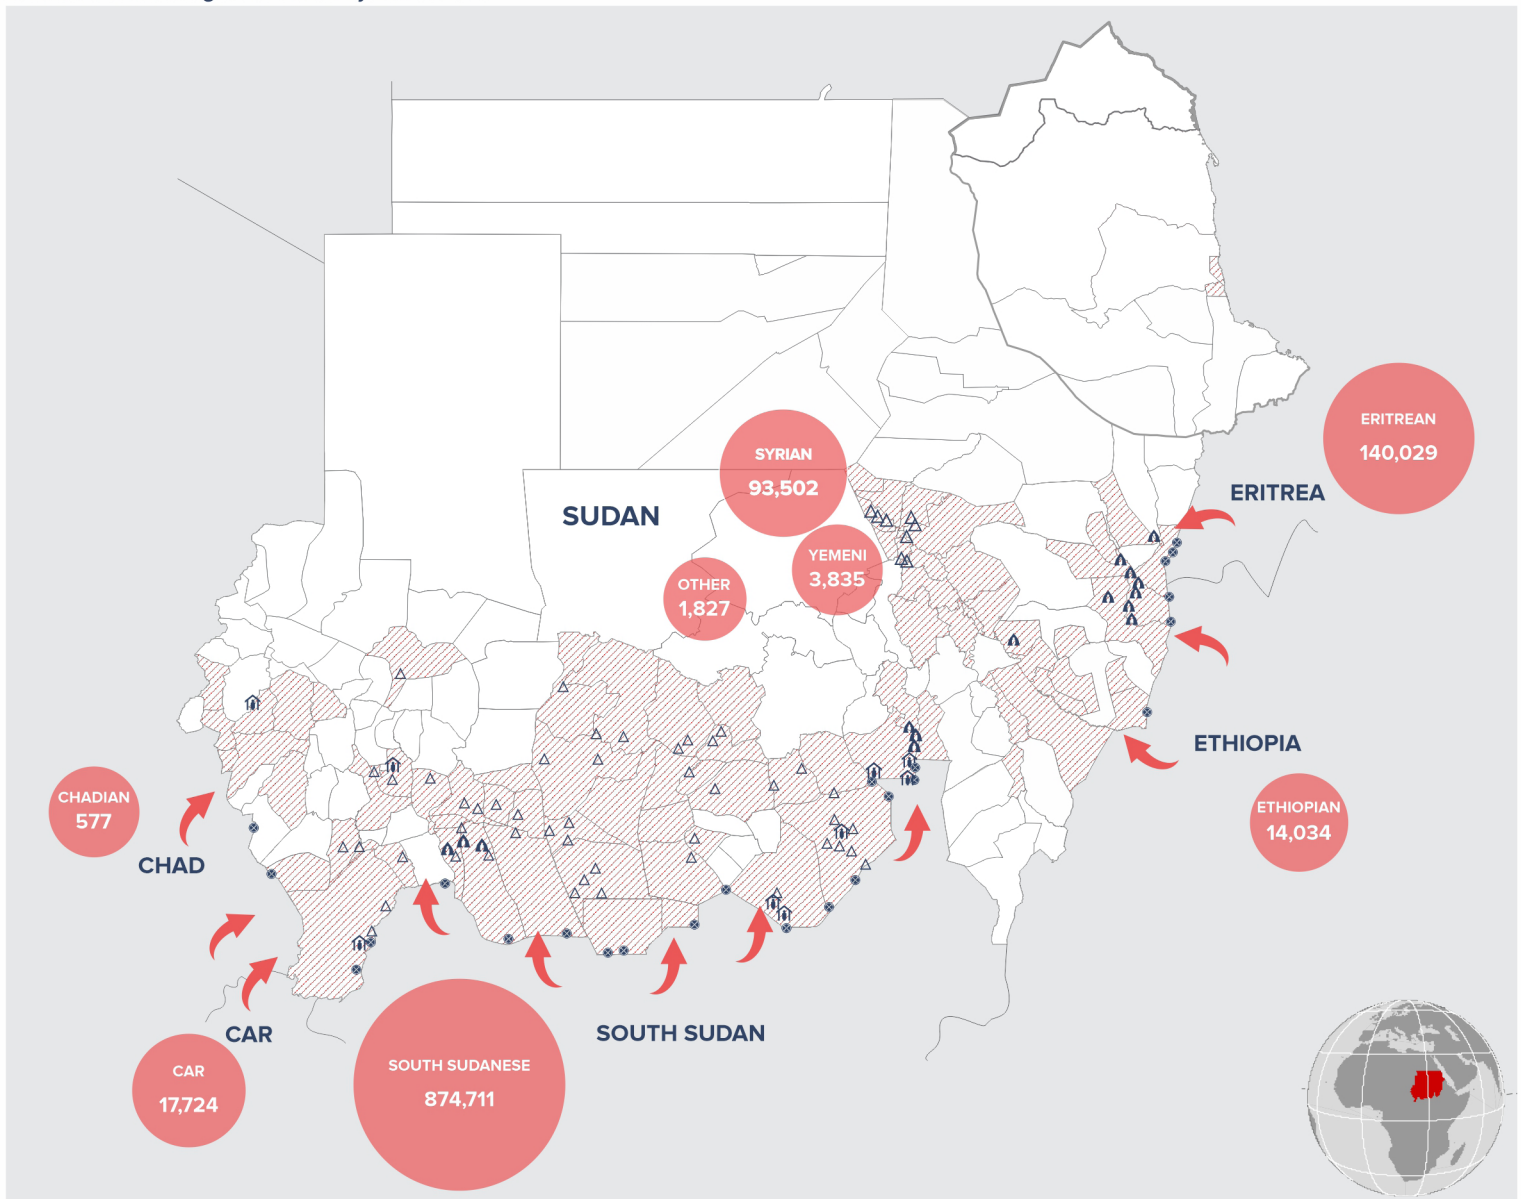 SYRIAN
93,502
ERITREAN
140,029
ERITREA
SUDAN
YEMENI
3,835
OTHER
1,827
ETHIOPIA
CHADIAN
577
ETHIOPIAN
14,034
CHAD
CAR
SOUTH SUDAN
CAR
17,724
SOUTH SUDANESE
874,711